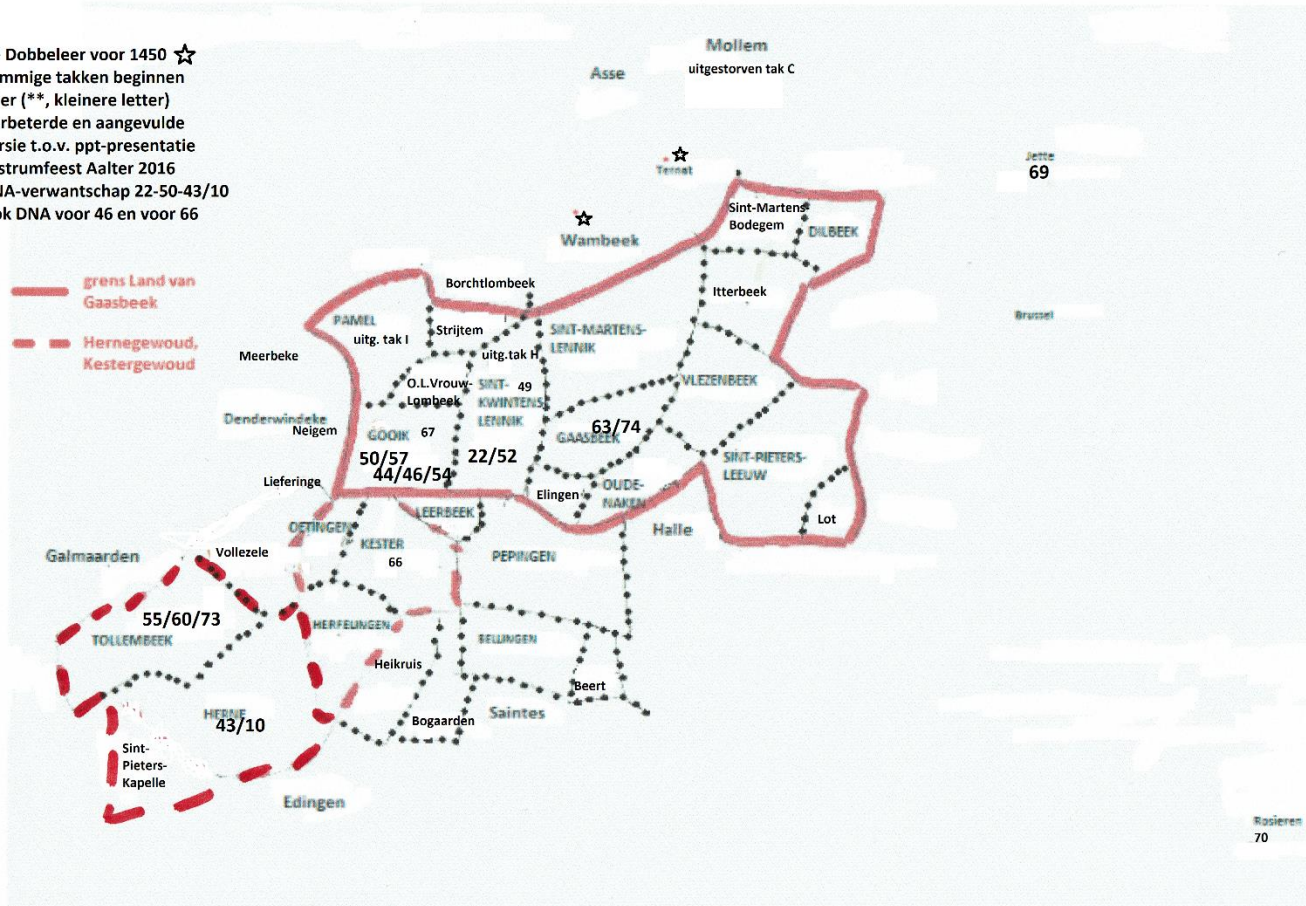 Dobbeleer voor 1450
mmige takken beginnen
er (**, kleinere letter)
rbeterde en aangevulde
rsie t.o.v. ppt-presentatie
strumfeest Aalter 2016
NA-verwantschap 22-50-43/10
ok DNA voor 46 en voor 66
grens Land van
Gaasbeek
Hernegewoud,
Kestergewoud
Mollem
uitgestorven tak C
Asse
Ternat
Jette
69
Wambeek
Sint-Martens-
Bodegem
DILBEEK
Itterbeek
Borchtlombeek
Brussel
PAMEL
uitg. tak I
Strijtem
SINT-MARTENS-
LENNIK
Meerbeke
uitg.tak H
O.L.Vrouw-
Lombeek
SINT-
KWINTENS
LENNIK
49
VLEZENBEEK
Denderwindeke
Neigem
GOOIK
67
63/74
GAASBEEK
50/57
44/46/54
22/52
SINT-PIETERS-
LEEUW
Lieferinge
Elingen
OUDE-
NAKEN
LEERBEEK
Lot
OETINGEN
Halle
KESTER
66
Galmaarden
Vollezele
PEPINGEN
55/60/73
TOLLEMBEEK
HERFELINGEN
BELLINGEN
Heikruis
Beert
HERNE
43/10
Bogaarden
Saintes
Sint-
Pieters-
Kapelle
Edingen
Rosieren
70